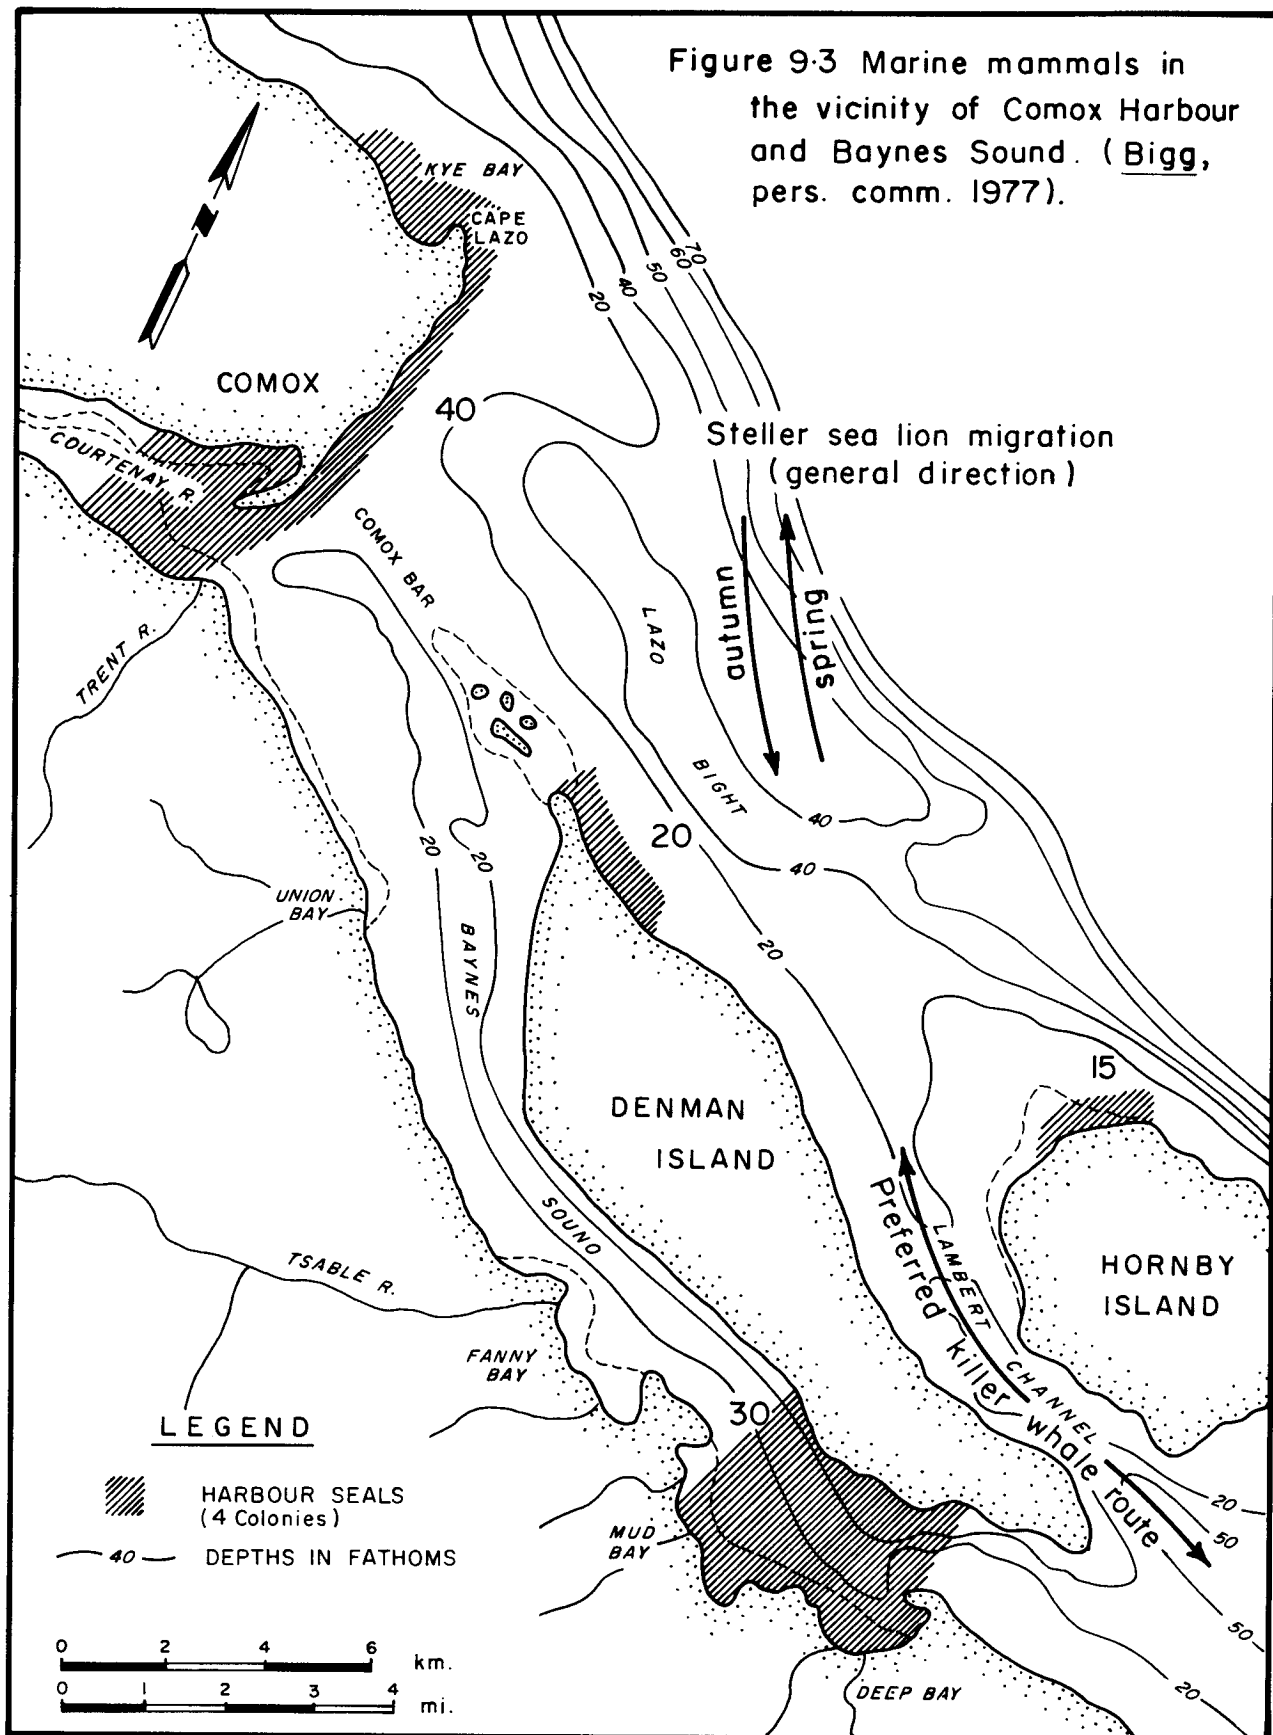 Figure 9·3 Marine mammals in
the vicinity of Comox Harbour
and Baynes Sound. (Bigg,
pers. comm. 1977).
KYE BAY
CAPE
LAZO
70
60
50
40
20
COMOX
40
COURTENAY R.
Steller sea lion migration
(general direction)
COMOX BAR
autumn
spring
LAZO
BIGHT
TRENT R.
40
20
20
20
40
UNION
BAY
BAYNES
SOUND
20
15
DENMAN
ISLAND
TSABLE R.
Preferred killer whale route
LAMBERT
CHANNEL
HORNBY
ISLAND
FANNY
BAY
30
20
50
50
20
MUD
BAY
DEEP BAY
LEGEND
HARBOUR SEALS
(4 Colonies)
40 DEPTHS IN FATHOMS
0 2 4 6 km.
0 1 2 3 4 mi.